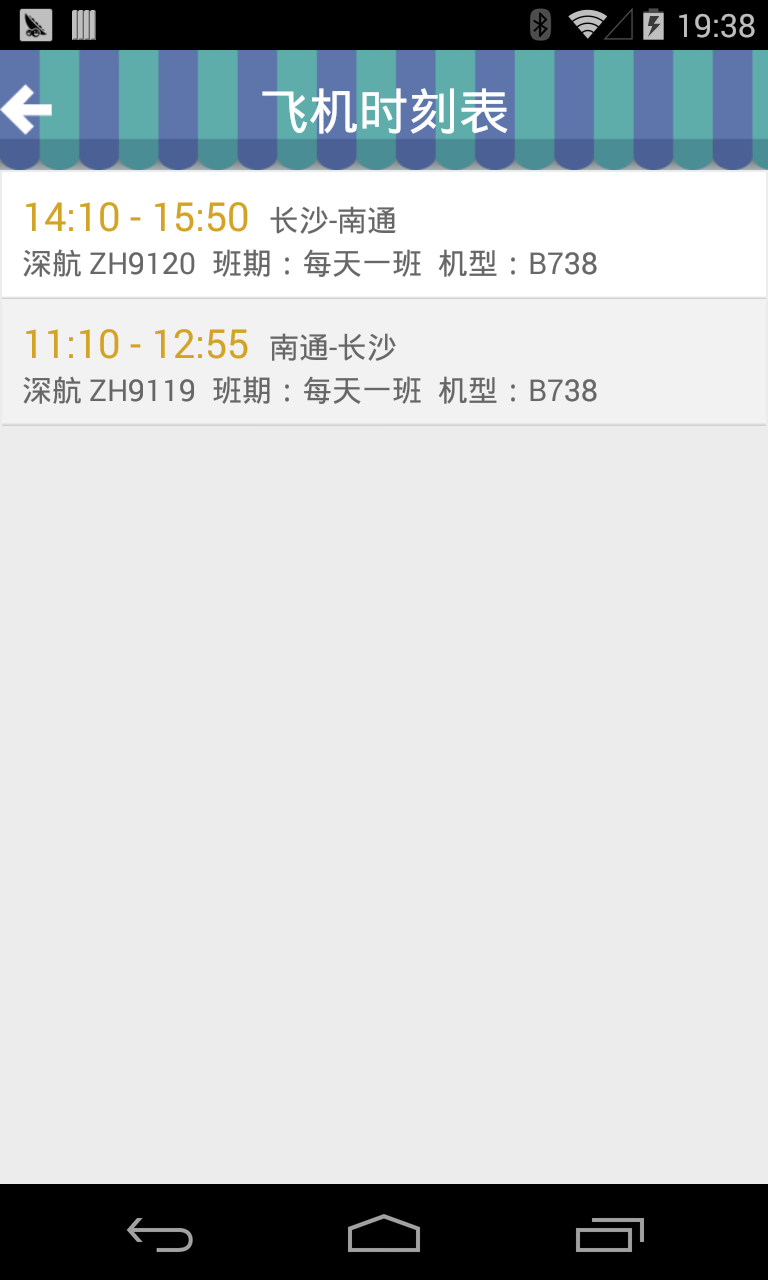 19:38
飞机时刻表
14:10 - 15:50 长沙-南通
深航 ZH9120 班期：每天一班 机型：B738
11:10 - 12:55 南通-长沙
深航 ZH9119 班期：每天一班 机型：B738